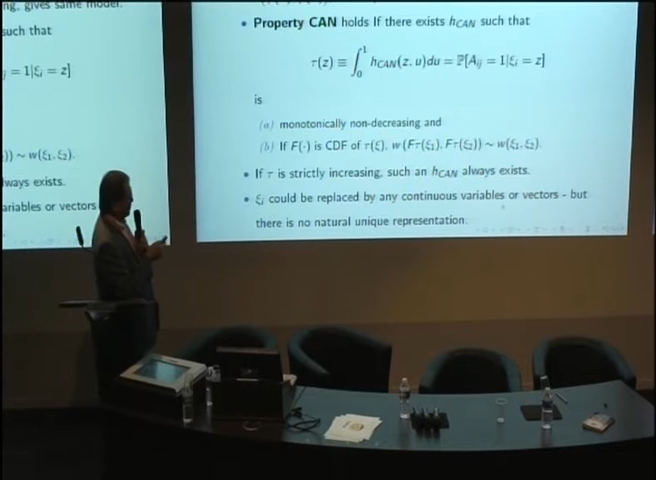 ng, gives same model.
such that
j = 1|ξi = z]
)) ~ w(ξ1, ξ2).
lways exists.
ariables or vectors
• Property CAN holds If there exists hCAN such that
τ(z) ≡ ∫₀¹ hCAN(z, u)du = ℙ[Aij = 1|ξi = z]
is
(a) monotonically non-decreasing and
(b) If F(·) is CDF of τ(ξ), w(Fτ(ξ1), Fτ(ξ2)) ~ w(ξ1, ξ2).
• If τ is strictly increasing, such an hCAN always exists.
• ξi could be replaced by any continuous variables or vectors - but
there is no natural unique representation.